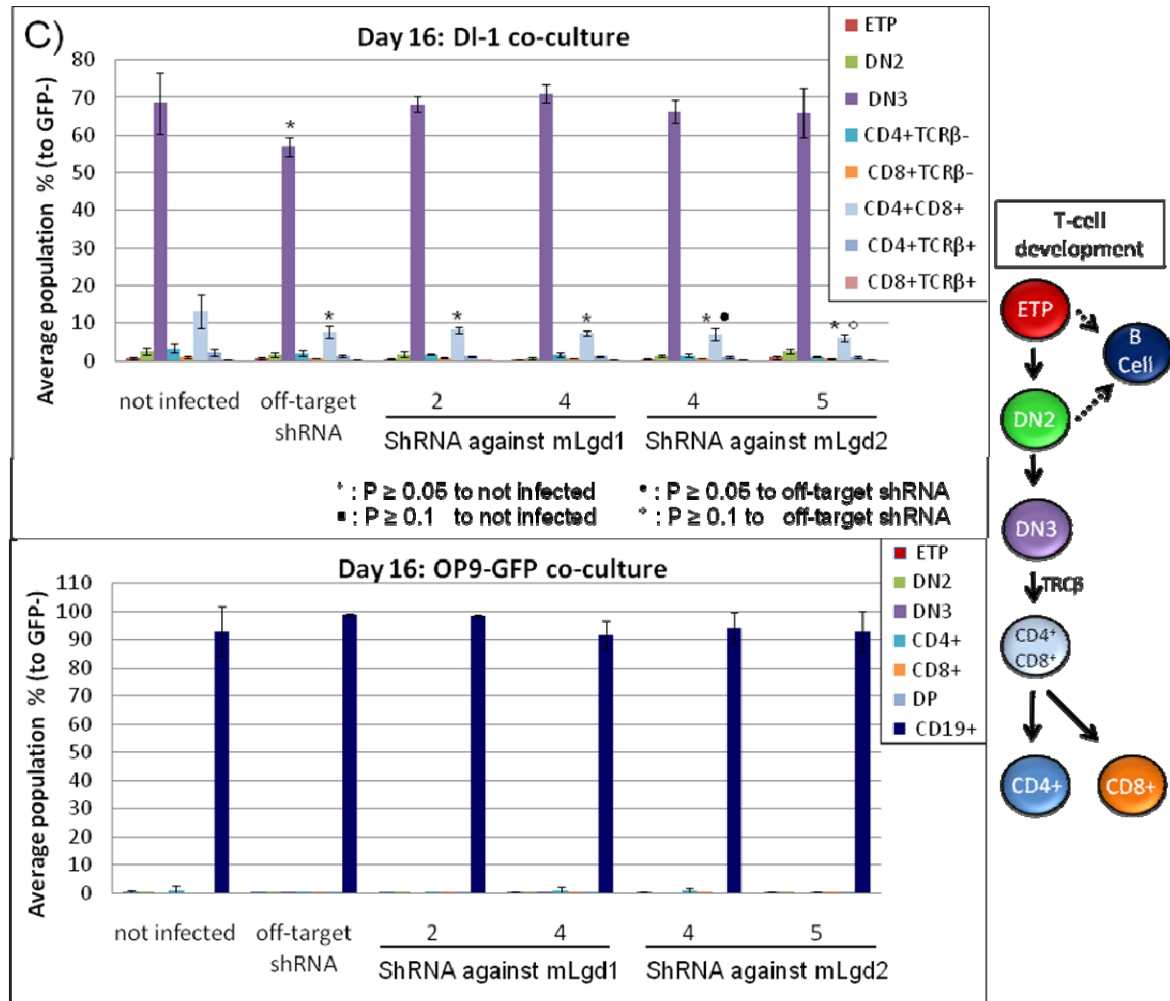 C)
Day 16: Dl-1 co-culture
Average population % (to GFP-)
80
70
60
50
40
30
20
10
0
*
*
*
*
* ●
* ○
ETP
DN2
DN3
CD4+TCRβ-
CD8+TCRβ-
CD4+CD8+
CD4+TCRβ+
CD8+TCRβ+
not infected
off-target shRNA
2
4
4
5
ShRNA against mLgd1
ShRNA against mLgd2
* : P ≥ 0.05 to not infected
● : P ≥ 0.05 to off-target shRNA
■ : P ≥ 0.1 to not infected
○ : P ≥ 0.1 to off-target shRNA
Day 16: OP9-GFP co-culture
Average population % (to GFP-)
110
100
90
80
70
60
50
40
30
20
10
0
ETP
DN2
DN3
CD4+
CD8+
DP
CD19+
not infected
off-target shRNA
2
4
4
5
ShRNA against mLgd1
ShRNA against mLgd2
T-cell
development
ETP
B
Cell
DN2
DN3
TRCβ
CD4+
CD8+
CD4+
CD8+